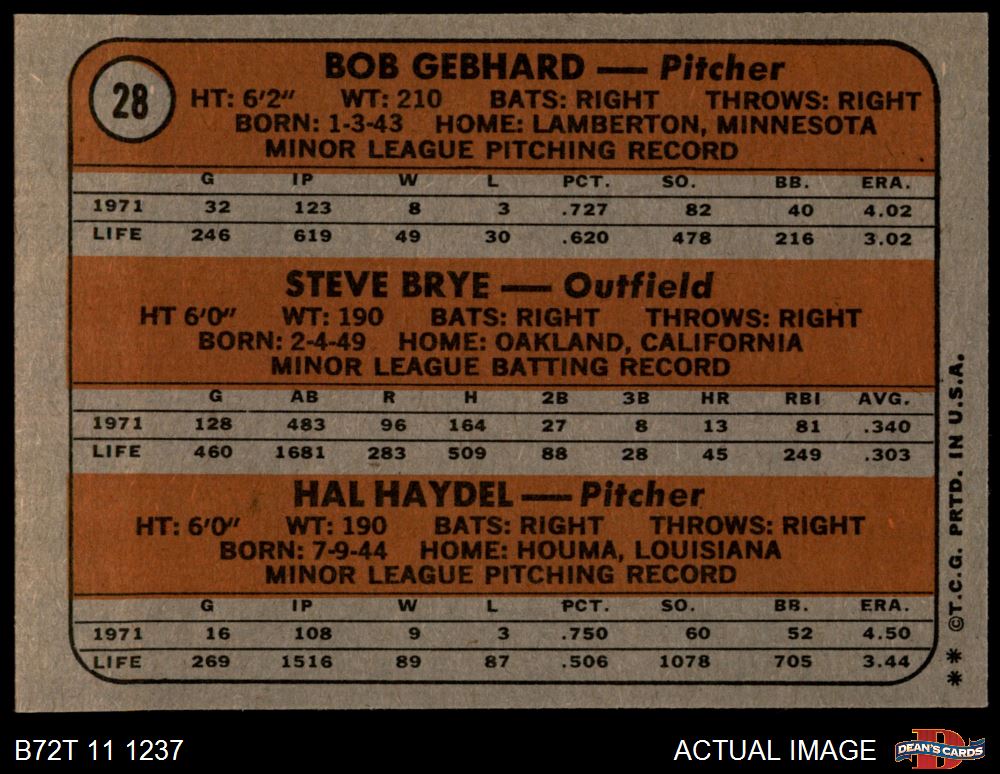 28
BOB GEBHARD — Pitcher
HT: 6'2" WT: 210 BATS: RIGHT THROWS: RIGHT
BORN: 1-3-43 HOME: LAMBERTON, MINNESOTA
MINOR LEAGUE PITCHING RECORD
G IP W L PCT. SO. BB. ERA.
1971 32 123 8 3 .727 82 40 4.02
LIFE 246 619 49 30 .620 478 216 3.02
STEVE BRYE — Outfield
HT 6'0" WT: 190 BATS: RIGHT THROWS: RIGHT
BORN: 2-4-49 HOME: OAKLAND, CALIFORNIA
MINOR LEAGUE BATTING RECORD
G AB R H 2B 3B HR RBI AVG.
1971 128 483 96 164 27 8 13 81 .340
LIFE 460 1681 283 509 88 28 45 249 .303
HAL HAYDEL — Pitcher
HT: 6'0" WT: 190 BATS: RIGHT THROWS: RIGHT
BORN: 7-9-44 HOME: HOUMA, LOUISIANA
MINOR LEAGUE PITCHING RECORD
G IP W L PCT. SO. BB. ERA.
1971 16 108 9 3 .750 60 52 4.50
LIFE 269 1516 89 87 .506 1078 705 3.44
** ©T.C.G. PRTD. IN U.S.A.
B72T 11 1237
ACTUAL IMAGE
D
DEAN'S CARDS